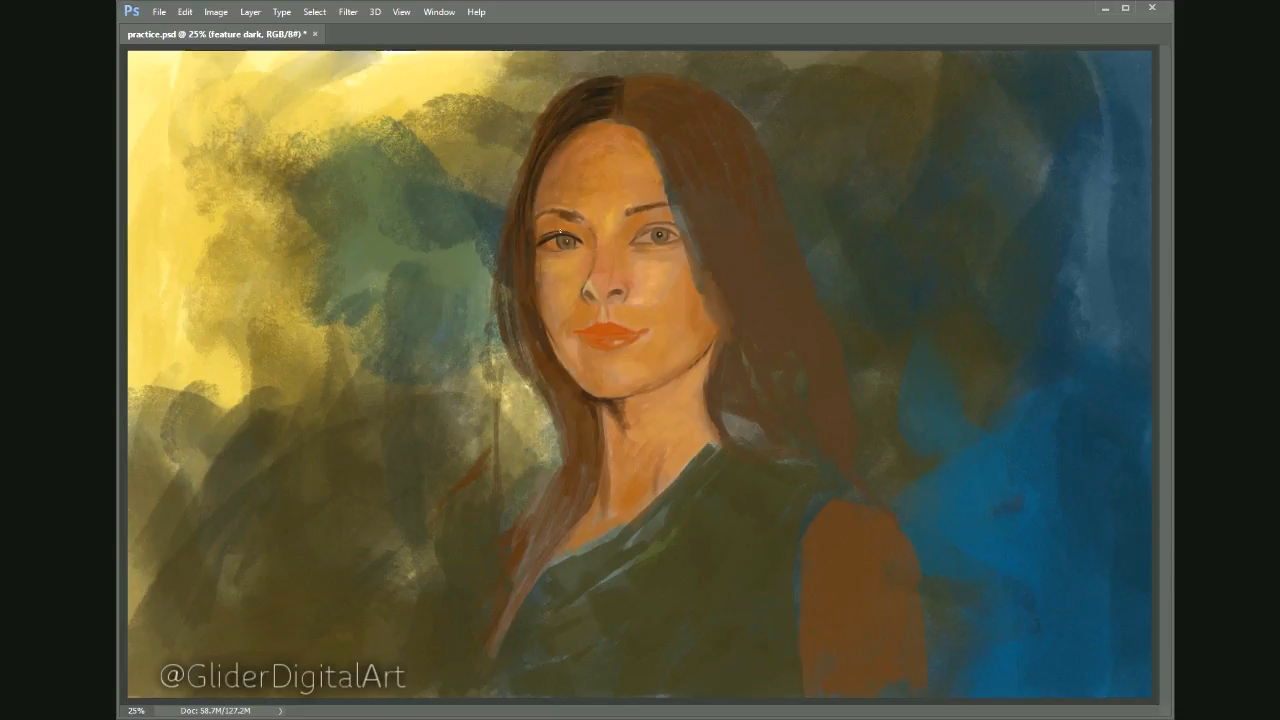 Ps File Edit Image Layer Type Select Filter 3D View Window Help
practice.psd @ 25% (feature dark, RGB/8#) * ×
@GliderDigitalArt
25% Doc: 58.7M/127.2M